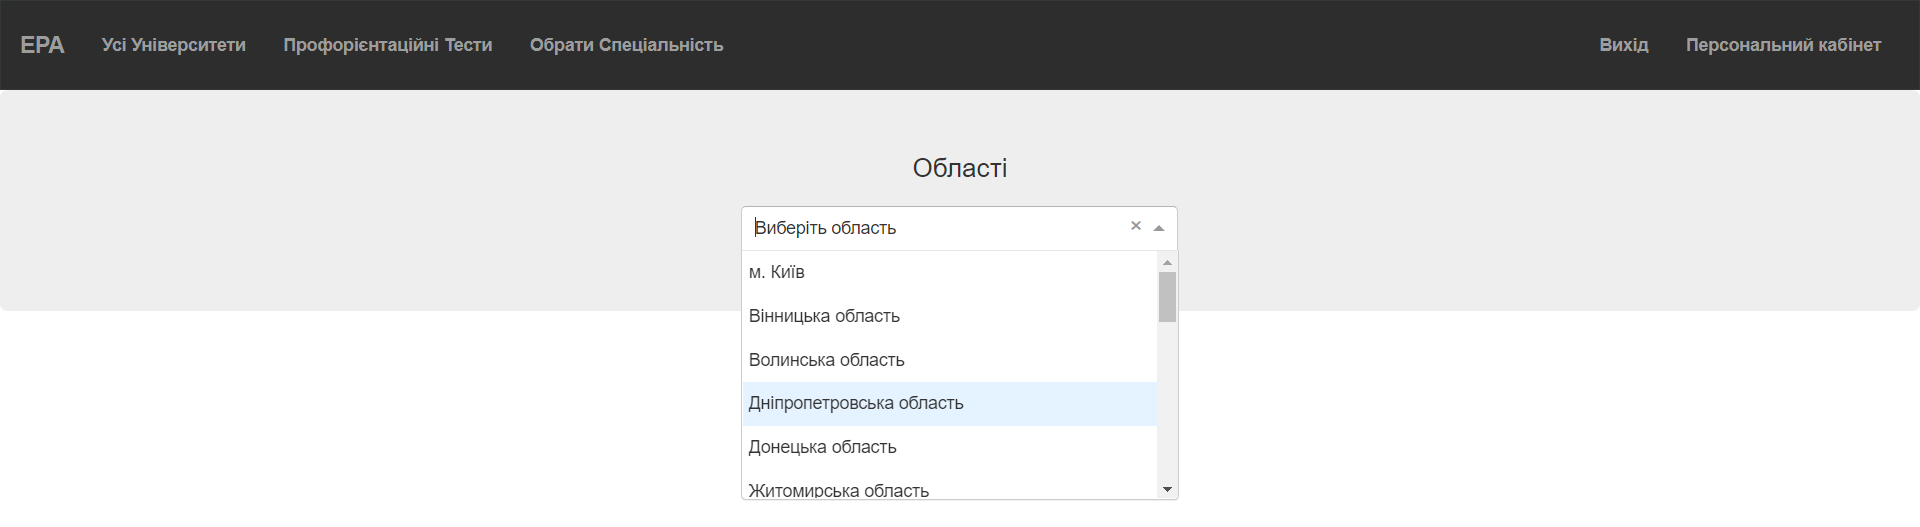 EPA Усі Університети Профорієнтаційні Тести Обрати Спеціальність Вихід Персональний кабінет
Області
Виберіть область
м. Київ
Вінницька область
Волинська область
Дніпропетровська область
Донецька область
Житомирська область